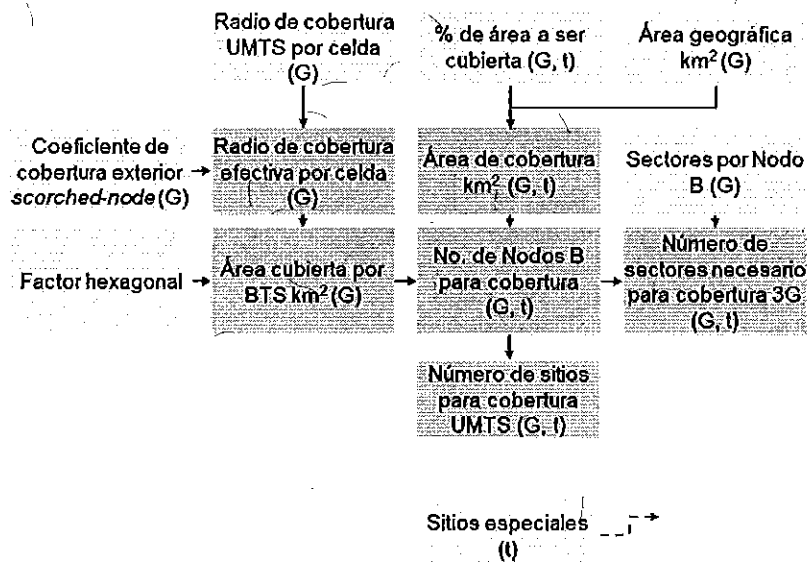 Radio de cobertura
UMTS por celda
(G)
% de área a ser
cubierta (G, t)
Área geográfica
km² (G)
Coeficiente de
cobertura exterior
scorched-node (G)
Radio de cobertura
efectiva por celda
(G)
Área de cobertura
km² (G, t)
Sectores por Nodo
B (G)
Factor hexagonal
Área cubierta por
BTS km² (G)
No. de Nodos B
para cobertura
(G, t)
Número de
sectores necesario
para cobertura 3G
(G, t)
Número de sitios
para cobertura
UMTS (G, t)
Sitios especiales
(t)